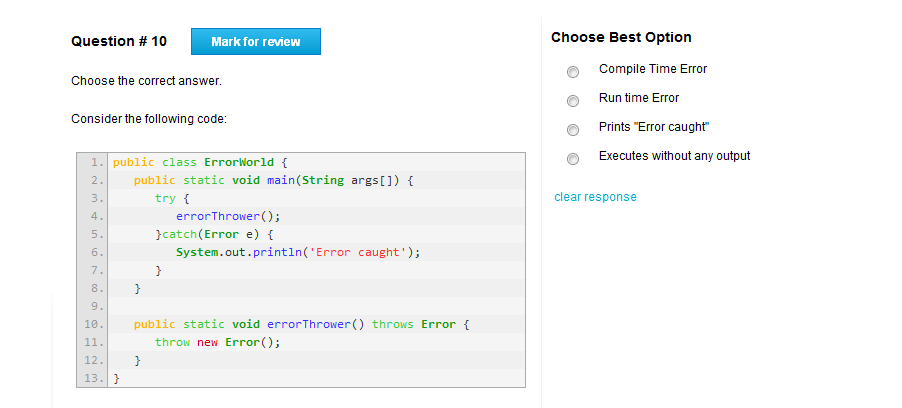 Question # 10
Mark for review
Choose the correct answer.
Consider the following code:
1. public class ErrorWorld {
2.    public static void main(String args[]) {
3.       try {
4.          errorThrower();
5.       }catch(Error e) {
6.          System.out.println('Error caught');
7.       }
8.    }
9.
10.    public static void errorThrower() throws Error {
11.       throw new Error();
12.    }
13. }
Choose Best Option
Compile Time Error
Run time Error
Prints "Error caught"
Executes without any output
clear response